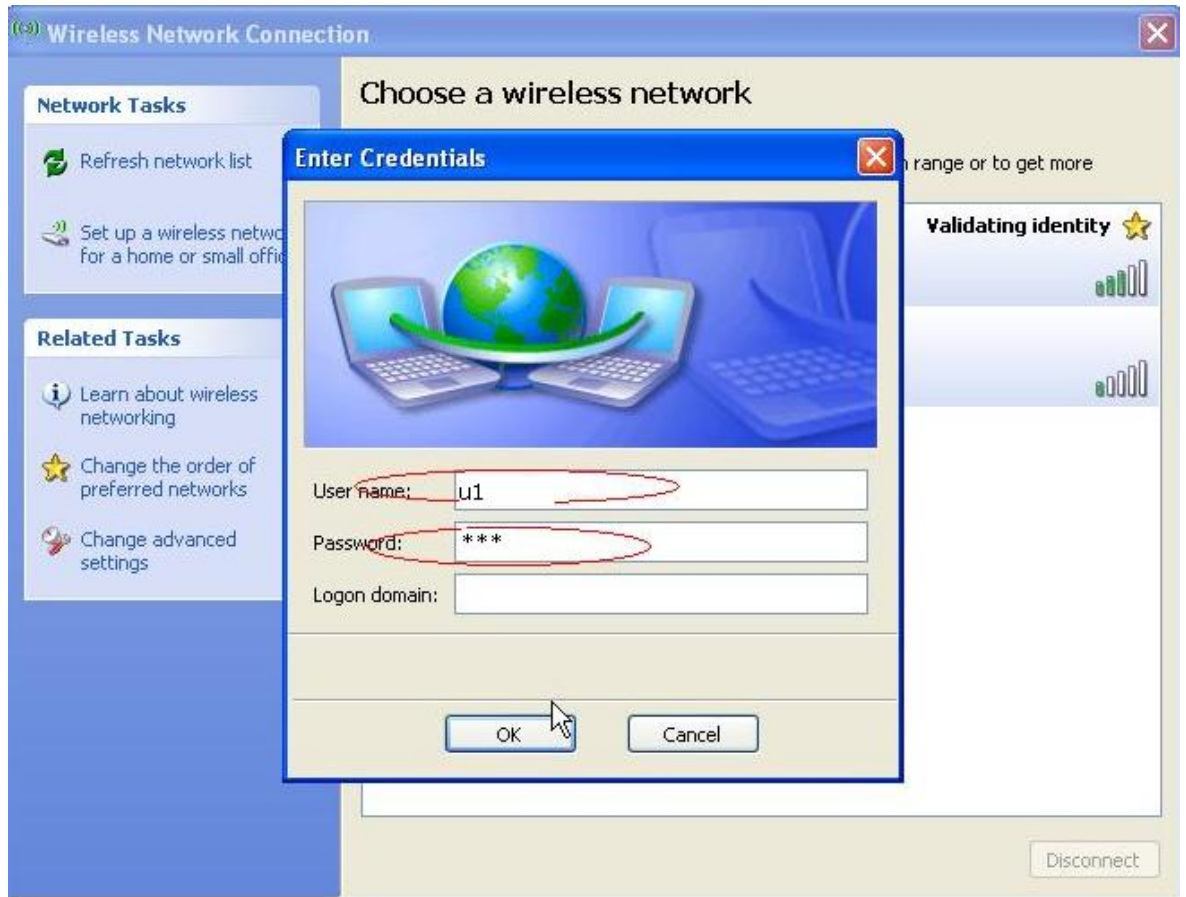 Wireless Network Connection
Network Tasks
Refresh network list
Set up a wireless
for a home or small
Related Tasks
Learn about wireless
networking
Change the order of
preferred networks
Change advanced
settings
Choose a wireless network
range or to get more
Validating identity
Enter Credentials
User name:
u1
Password:
***
Logon domain:
OK
Cancel
Disconnect